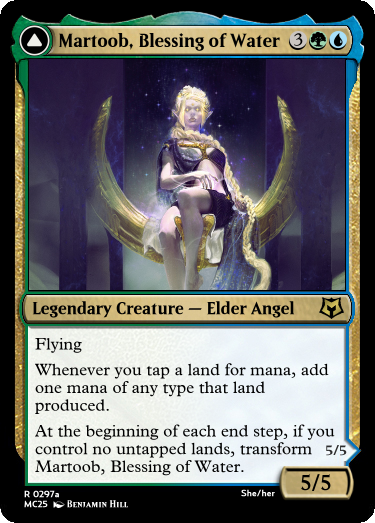 Martoob, Blessing of Water 3
Legendary Creature — Elder Angel
Flying
Whenever you tap a land for mana, add
one mana of any type that land
produced.
At the beginning of each end step, if you
control no untapped lands, transform
Martoob, Blessing of Water.
5/5
5/5
R 0297a
She/her
MC25 Benjamin Hill